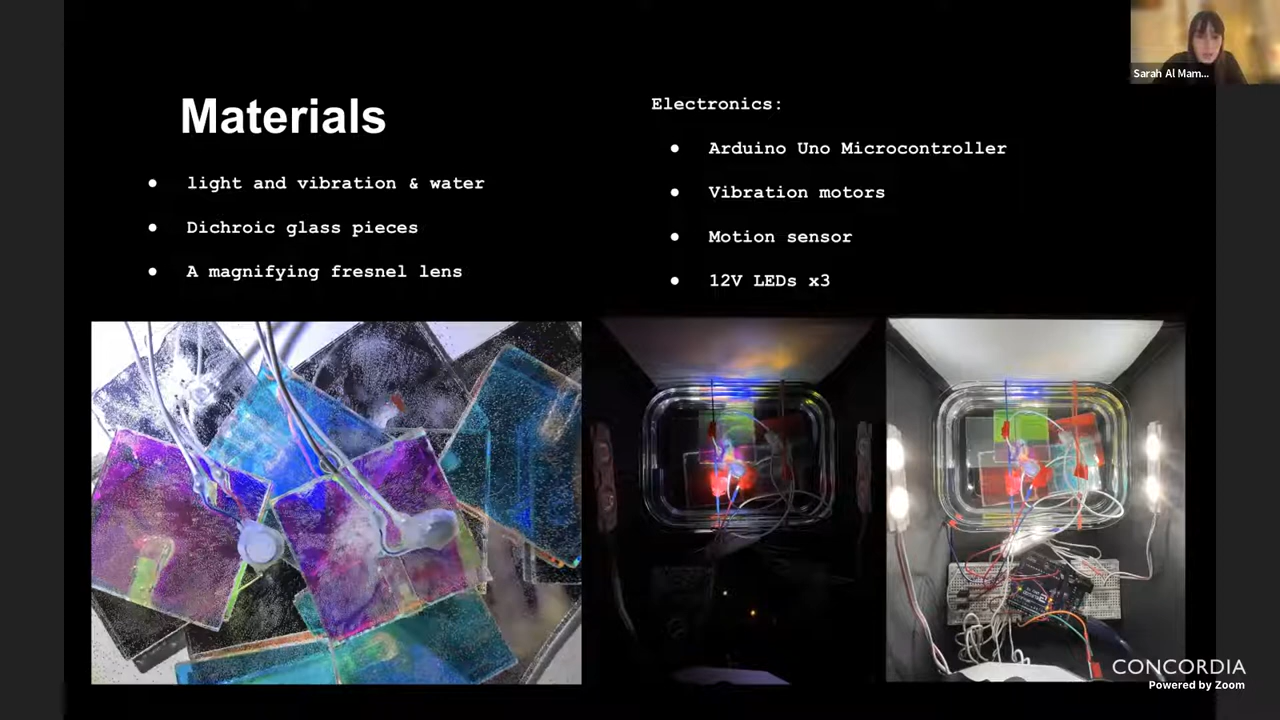 Materials
● light and vibration & water
● Dichroic glass pieces
● A magnifying fresnel lens
Electronics:
● Arduino Uno Microcontroller
● Vibration motors
● Motion sensor
● 12V LEDs x3
Sarah Al Mam...
CONCORDIA
Powered by Zoom